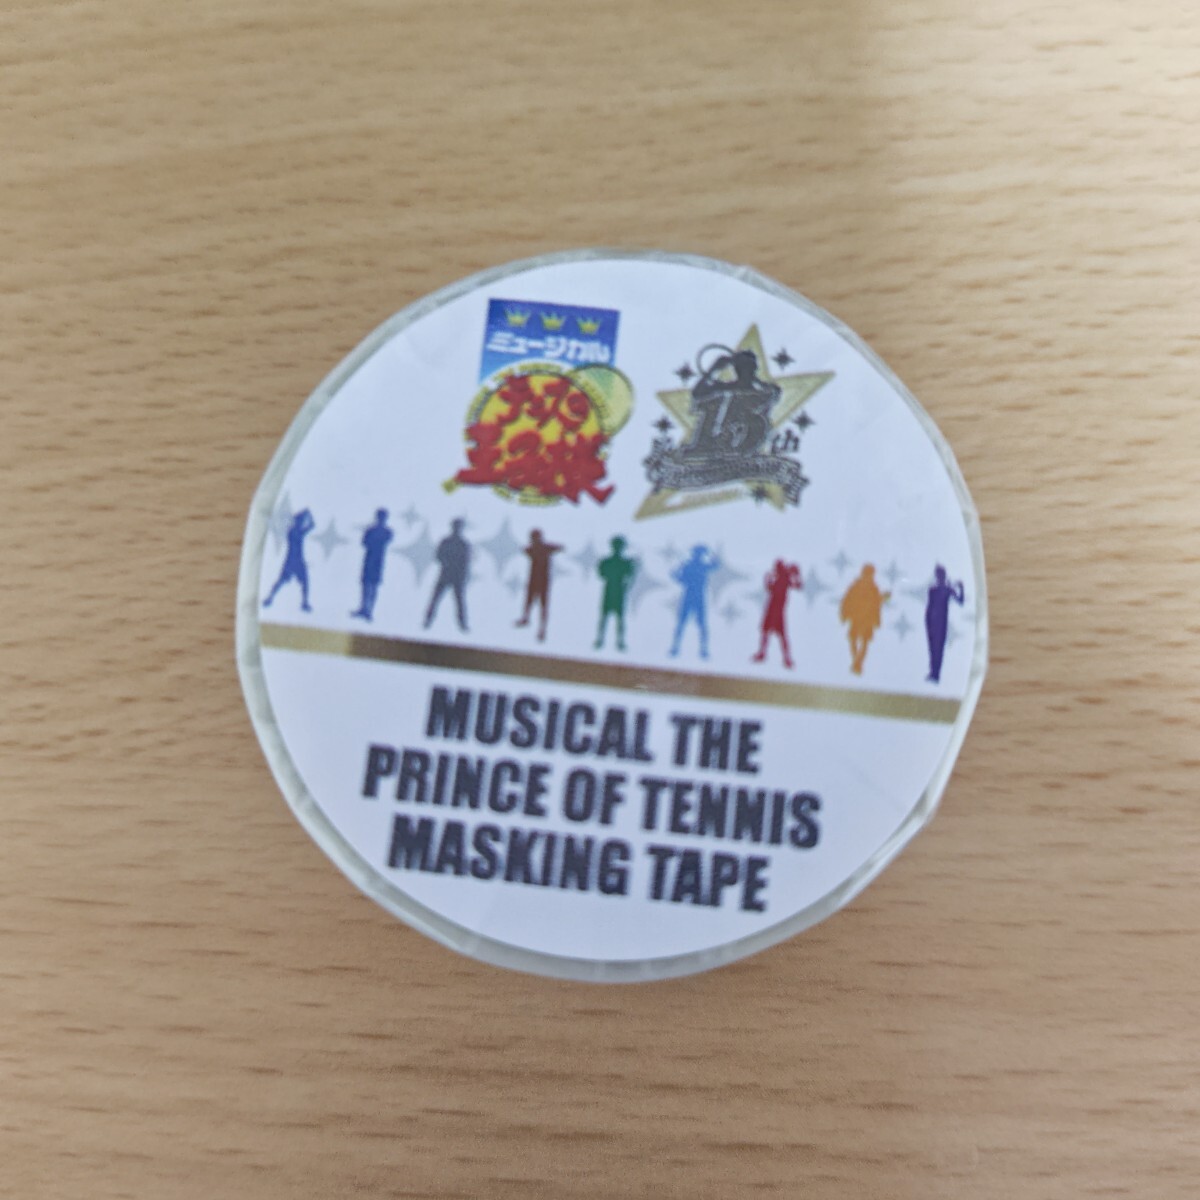 ミュージカル
テニスの
王子様
15th
MUSICAL THE
PRINCE OF TENNIS
MASKING TAPE